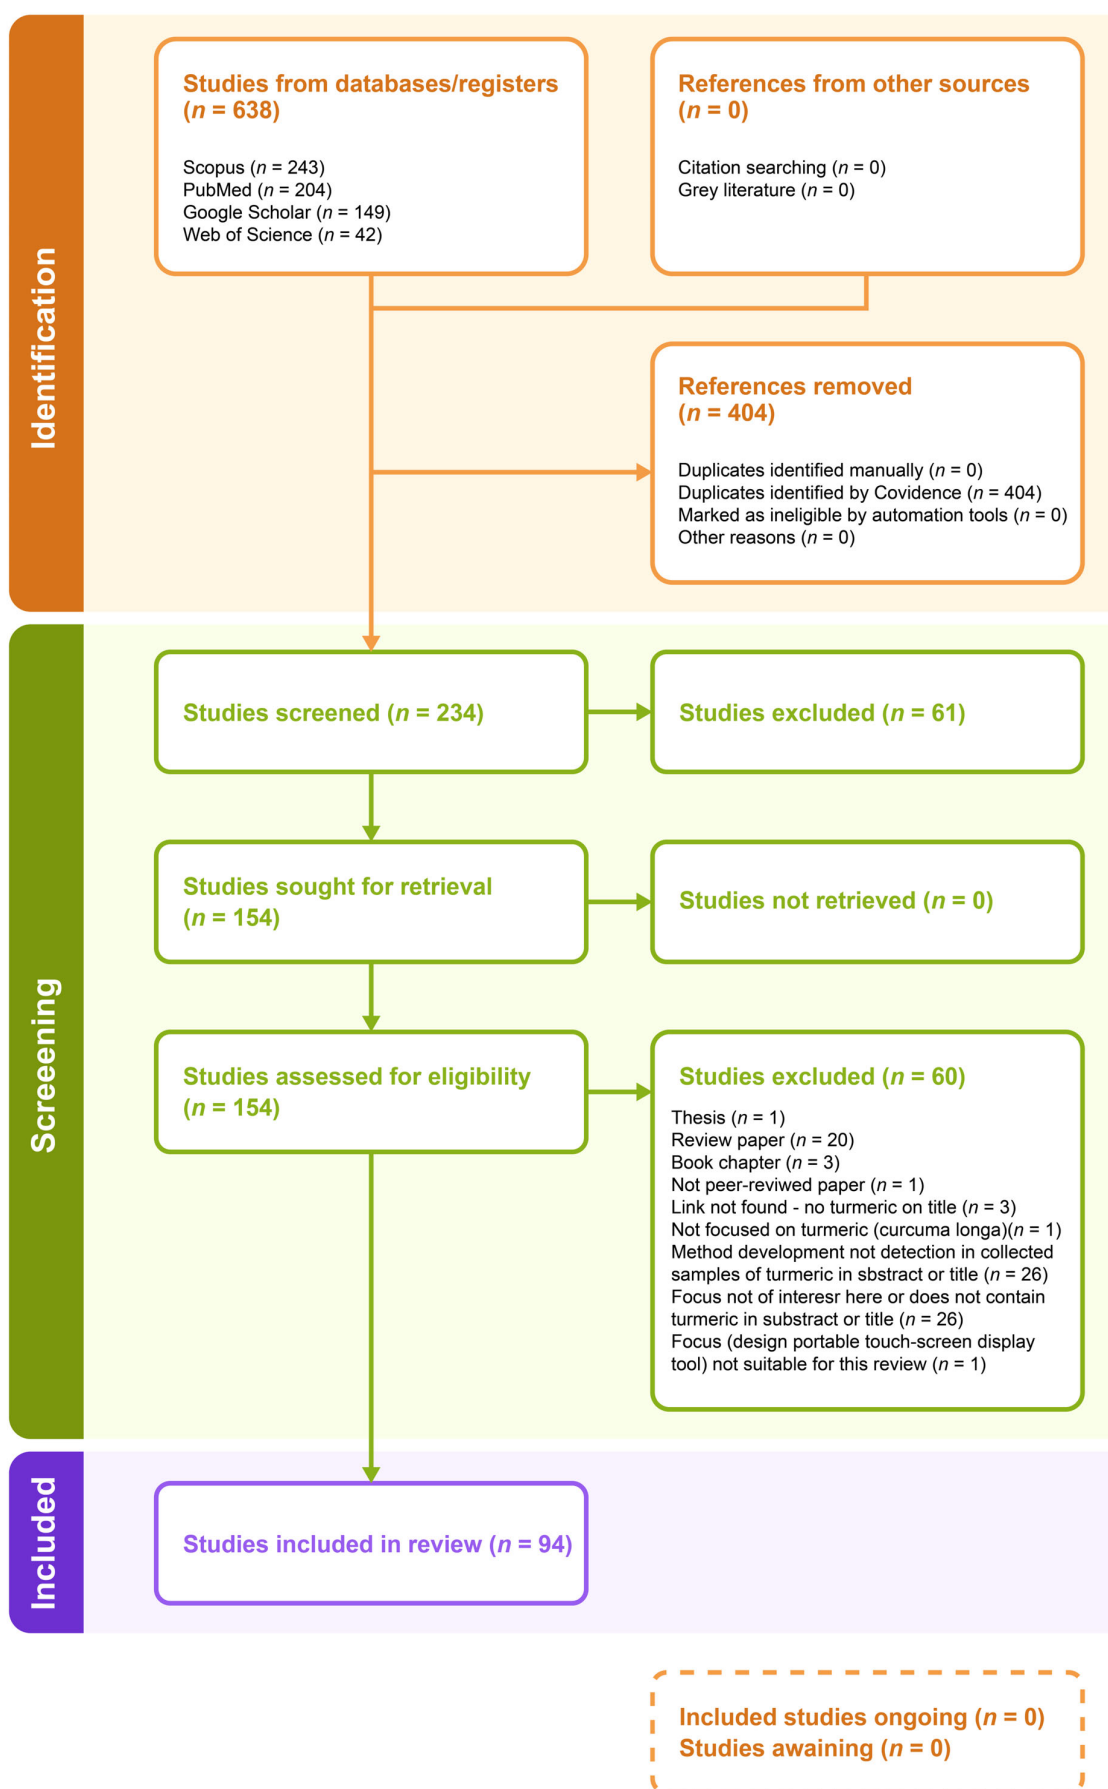 Identification
Studies from databases/registers
(n = 638)
Scopus (n = 243)
PubMed (n = 204)
Google Scholar (n = 149)
Web of Science (n = 42)
References from other sources
(n = 0)
Citation searching (n = 0)
Grey literature (n = 0)
References removed
(n = 404)
Duplicates identified manually (n = 0)
Duplicates identified by Covidence (n = 404)
Marked as ineligible by automation tools (n = 0)
Other reasons (n = 0)
Screeening
Studies screened (n = 234)
Studies excluded (n = 61)
Studies sought for retrieval
(n = 154)
Studies not retrieved (n = 0)
Studies assessed for eligibility
(n = 154)
Studies excluded (n = 60)
Thesis (n = 1)
Review paper (n = 20)
Book chapter (n = 3)
Not peer-reviwed paper (n = 1)
Link not found - no turmeric on title (n = 3)
Not focused on turmeric (curcuma longa)(n = 1)
Method development not detection in collected
samples of turmeric in sbstract or title (n = 26)
Focus not of interesr here or does not contain
turmeric in substract or title (n = 26)
Focus (design portable touch-screen display
tool) not suitable for this review (n = 1)
Included
Studies included in review (n = 94)
Included studies ongoing (n = 0)
Studies awaining (n = 0)